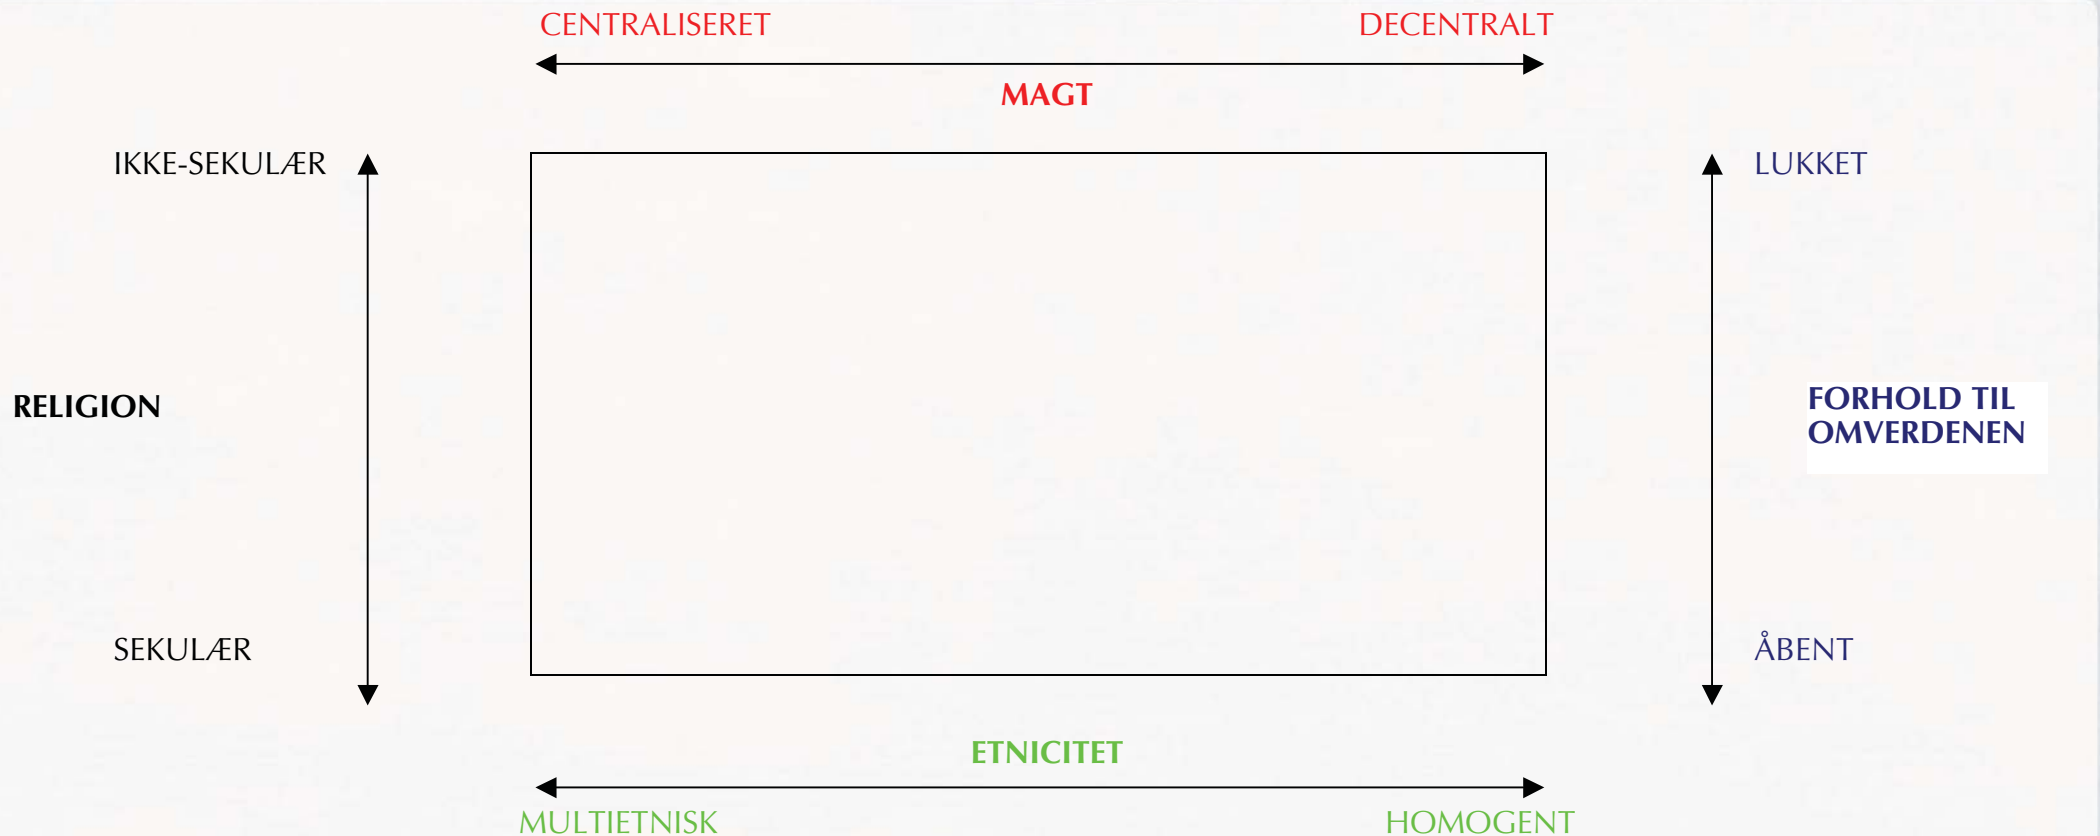 CENTRALISERET DECENTRALT
MAGT
IKKE-SEKULÆR LUKKET
RELIGION
FORHOLD TIL
OMVERDENEN
SEKULÆR ÅBENT
ETNICITET
MULTIETNISK HOMOGENT